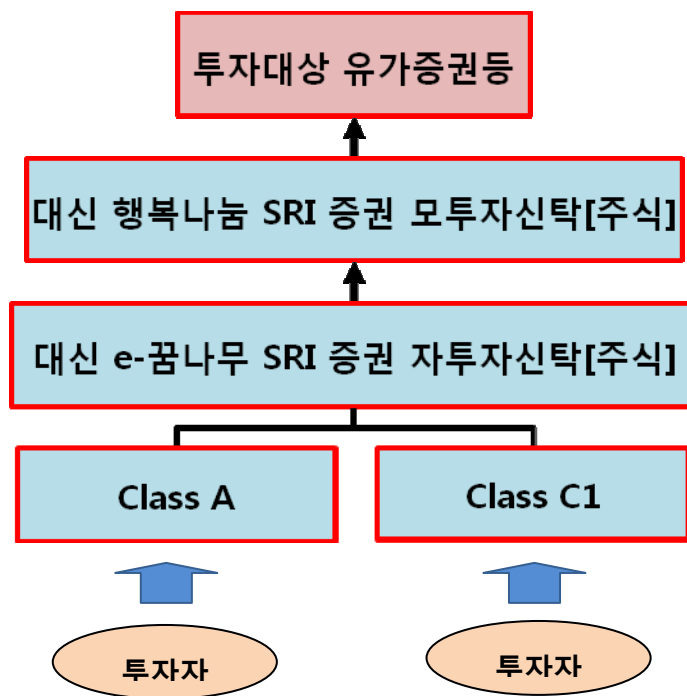 투자대상 유가증권등
대신 행복나눔 SRI 증권 모투자신탁[주식]
대신 e-꿈나무 SRI 증권 자투자신탁[주식]
Class A
Class C1
투자자
투자자